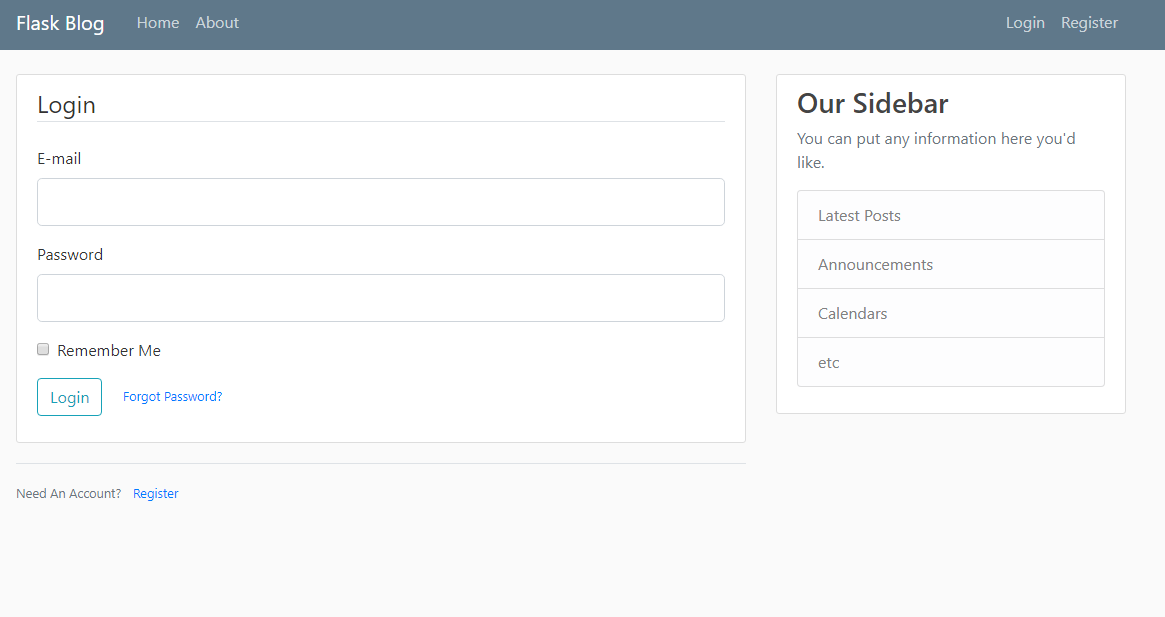 Flask Blog Home About Login Register
Login
E-mail
Password
Remember Me
Login Forgot Password?
Need An Account? Register
Our Sidebar
You can put any information here you'd
like.
Latest Posts
Announcements
Calendars
etc